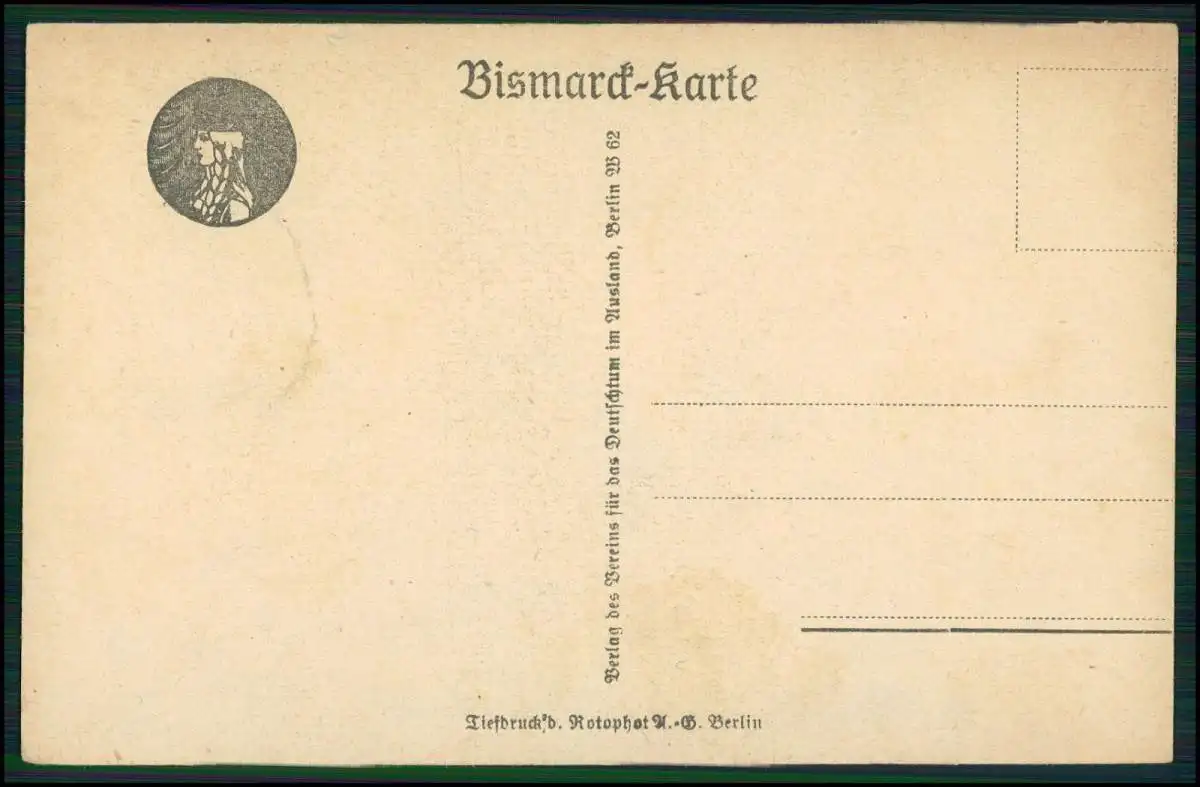 Bismarck-Karte
Verlag des Vereins für das Deutschtum im Ausland, Berlin W 62
Tiefdruck d. Rotophot A.-G. Berlin